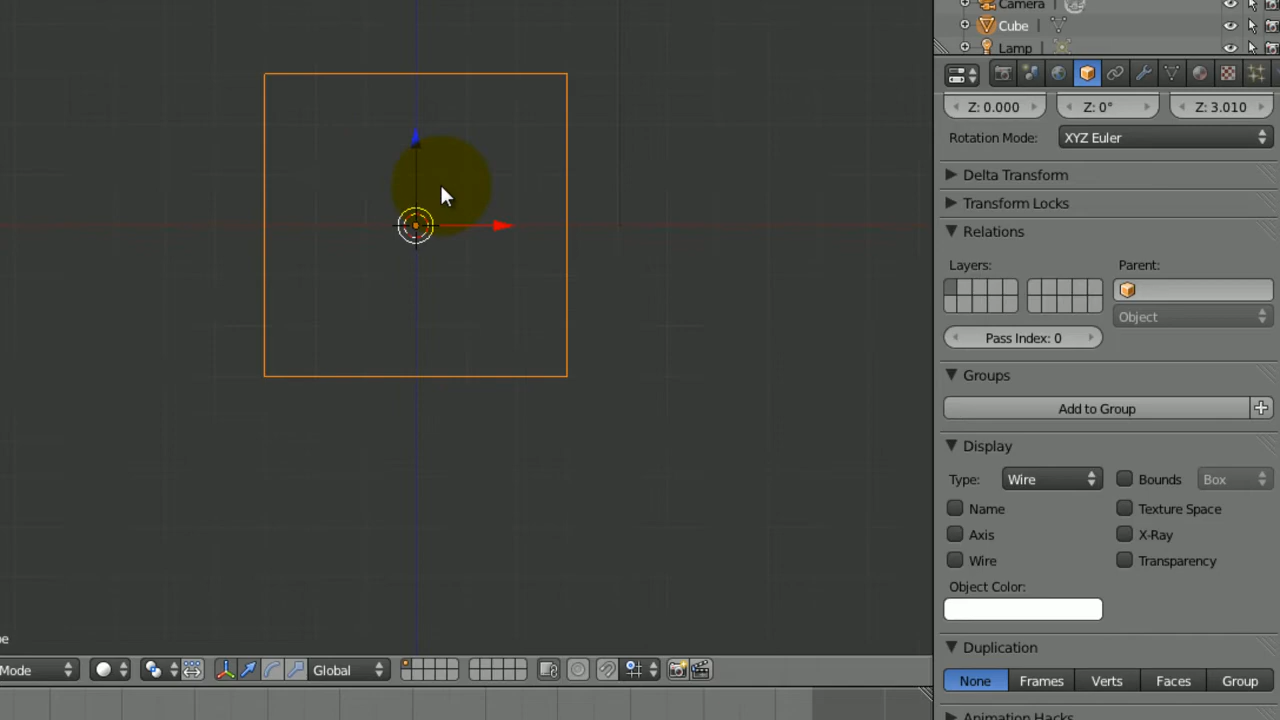 Camera
Cube
Lamp
Z: 0.000 Z: 0° Z: 3.010
Rotation Mode: XYZ Euler
Delta Transform
Transform Locks
Relations
Layers: Parent:
Object
Pass Index: 0
Groups
Add to Group
Display
Type: Wire Bounds Box
Name Texture Space
Axis X-Ray
Wire Transparency
Object Color:
Duplication
None Frames Verts Faces Group
Animation Hacks
Mode Global